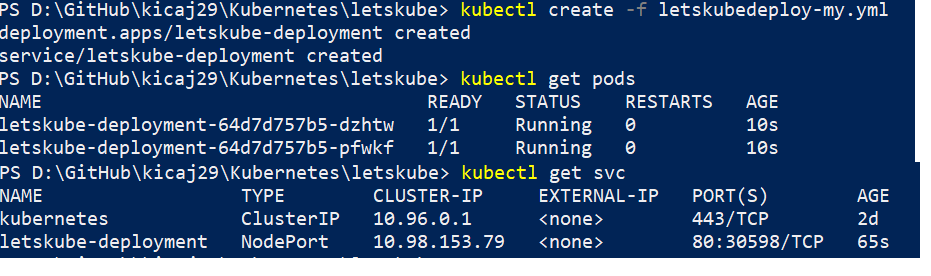 PS D:\GitHub\kicaj29\Kubernetes\letskube> kubectl create -f letskubedeploy-my.yml
deployment.apps/letskube-deployment created
service/letskube-deployment created
PS D:\GitHub\kicaj29\Kubernetes\letskube> kubectl get pods
NAME READY STATUS RESTARTS AGE
letskube-deployment-64d7d757b5-dzhtw 1/1 Running 0 10s
letskube-deployment-64d7d757b5-pfwkf 1/1 Running 0 10s
PS D:\GitHub\kicaj29\Kubernetes\letskube> kubectl get svc
NAME TYPE CLUSTER-IP EXTERNAL-IP PORT(S) AGE
kubernetes ClusterIP 10.96.0.1 <none> 443/TCP 2d
letskube-deployment NodePort 10.98.153.79 <none> 80:30598/TCP 65s